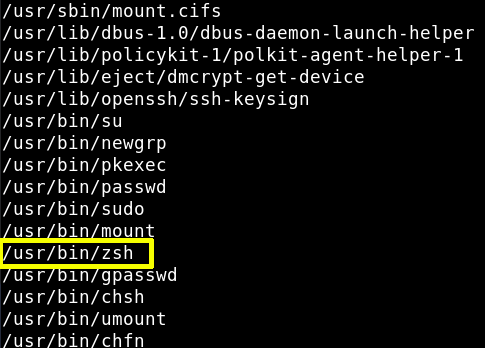 /usr/sbin/mount.cifs
/usr/lib/dbus-1.0/dbus-daemon-launch-helper
/usr/lib/policykit-1/polkit-agent-helper-1
/usr/lib/eject/dmcrypt-get-device
/usr/lib/openssh/ssh-keysign
/usr/bin/su
/usr/bin/newgrp
/usr/bin/pkexec
/usr/bin/passwd
/usr/bin/sudo
/usr/bin/mount
/usr/bin/zsh
/usr/bin/gpasswd
/usr/bin/chsh
/usr/bin/umount
/usr/bin/chfn